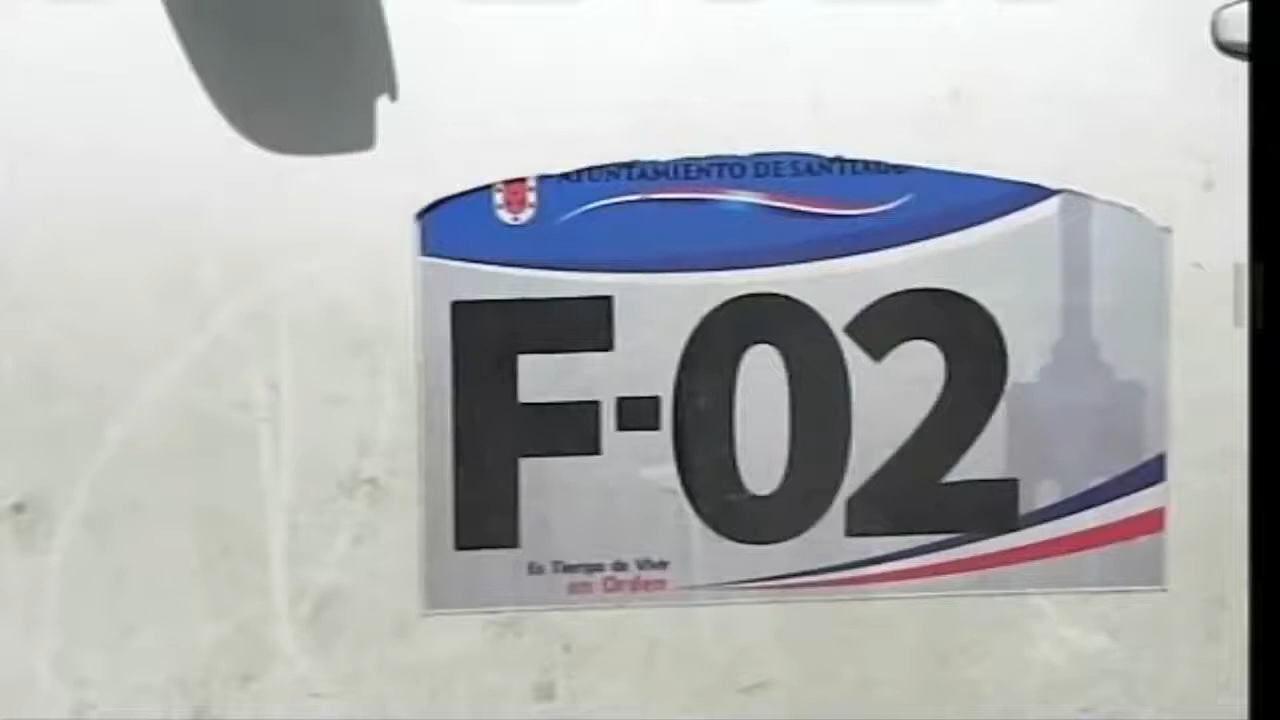 AYUNTAMIENTO DE SANTIAGO
F-02
Es Tiempo de Vivir
en Orden